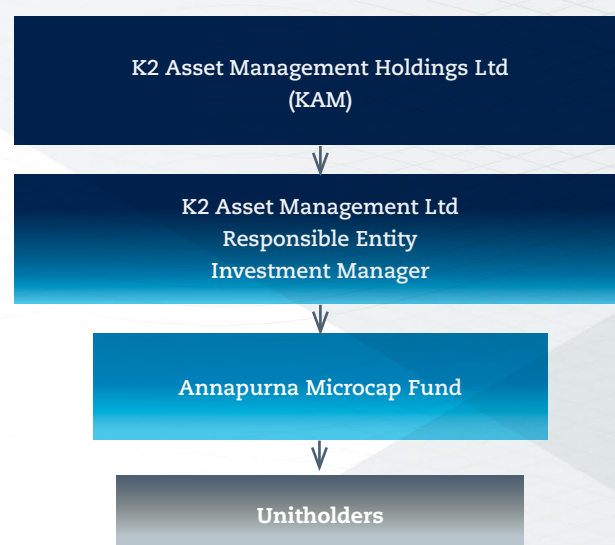 K2 Asset Management Holdings Ltd
(KAM)
K2 Asset Management Ltd
Responsible Entity
Investment Manager
Annapurna Microcap Fund
Unitholders